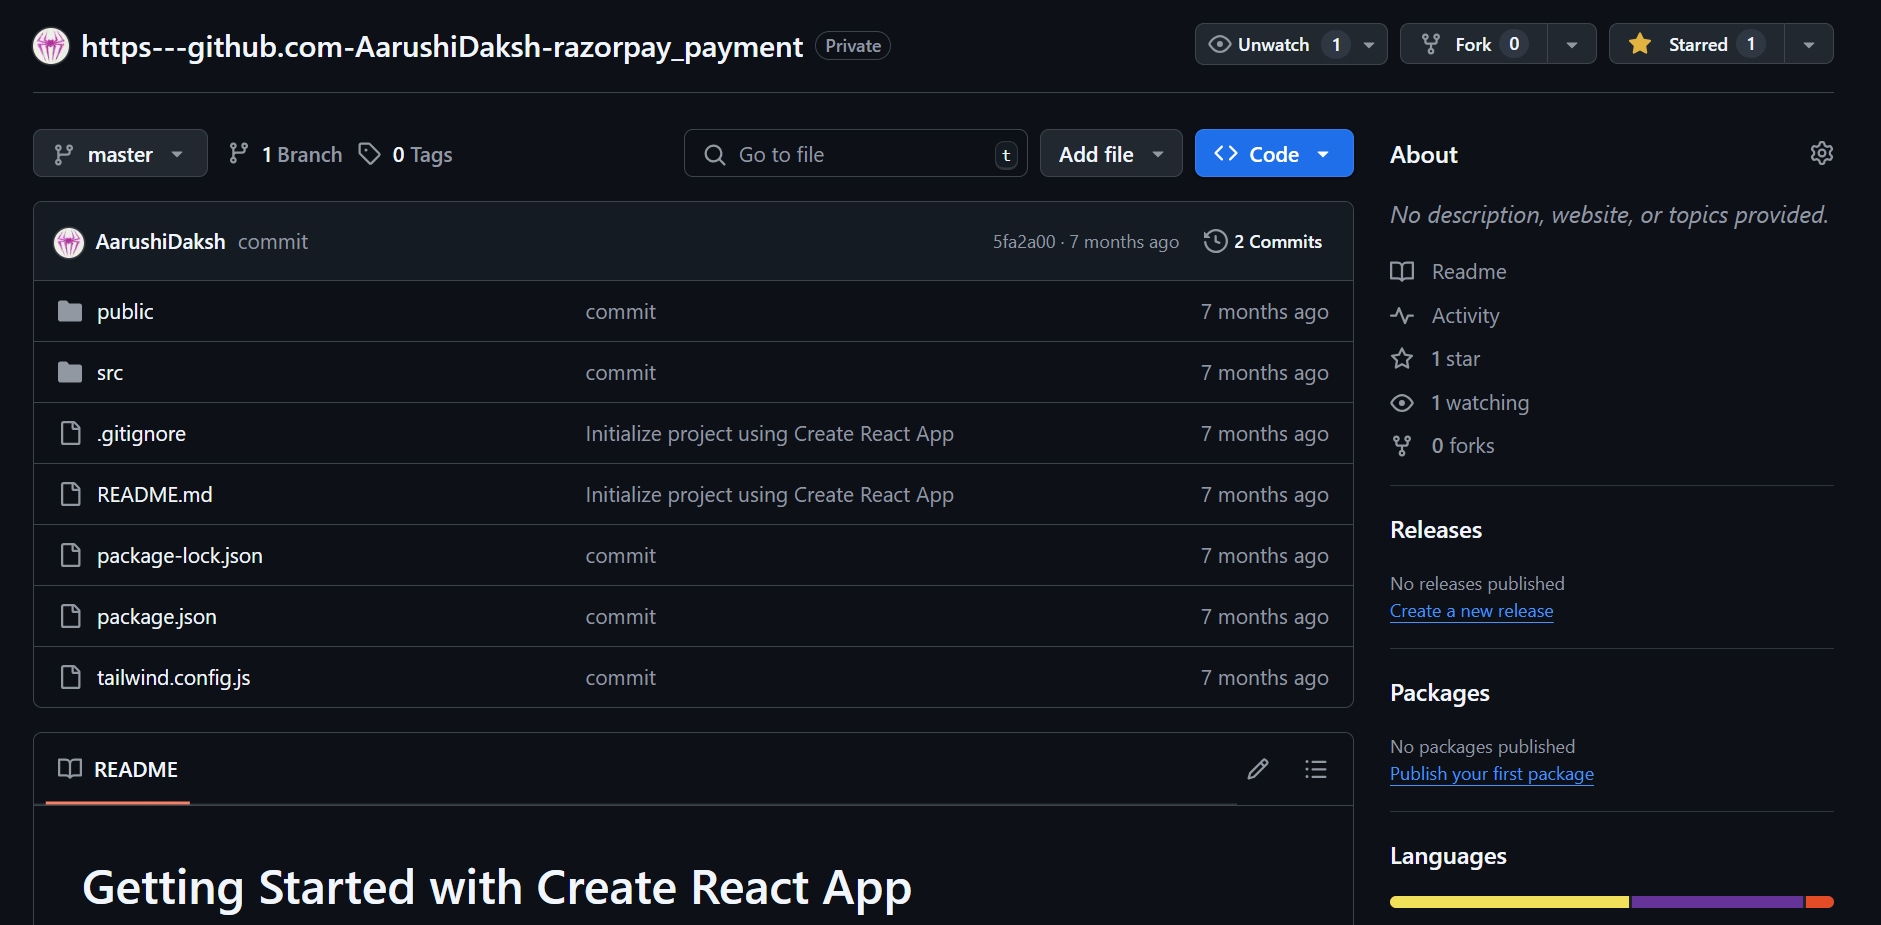 https---github.com-AarushiDaksh-razorpay_payment Private
Unwatch 1
Fork 0
Starred 1
master
1 Branch
0 Tags
Go to file t
Add file
Code
AarushiDaksh commit 5fa2a00 · 7 months ago 2 Commits
public commit 7 months ago
src commit 7 months ago
.gitignore Initialize project using Create React App 7 months ago
README.md Initialize project using Create React App 7 months ago
package-lock.json commit 7 months ago
package.json commit 7 months ago
tailwind.config.js commit 7 months ago
README
Getting Started with Create React App
About
No description, website, or topics provided.
Readme
Activity
1 star
1 watching
0 forks
Releases
No releases published
Create a new release
Packages
No packages published
Publish your first package
Languages